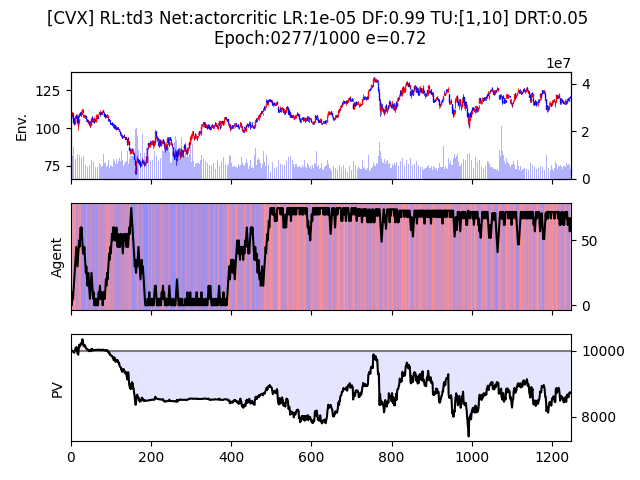 [CVX] RL:td3 Net:actorcritic LR:1e-05 DF:0.99 TU:[1,10] DRT:0.05
Epoch:0277/1000 e=0.72
1e7
125
100
75
Env.
4
2
0
Agent
50
0
PV
10000
8000
0 200 400 600 800 1000 1200